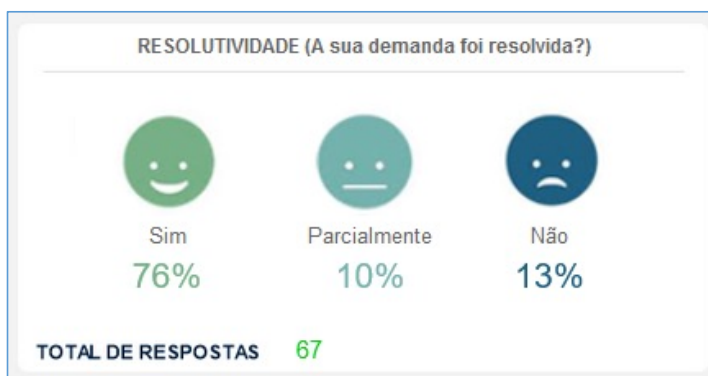 RESOLUTIVIDADE (A sua demanda foi resolvida?)
Sim Parcialmente Não
76% 10% 13%
TOTAL DE RESPOSTAS 67